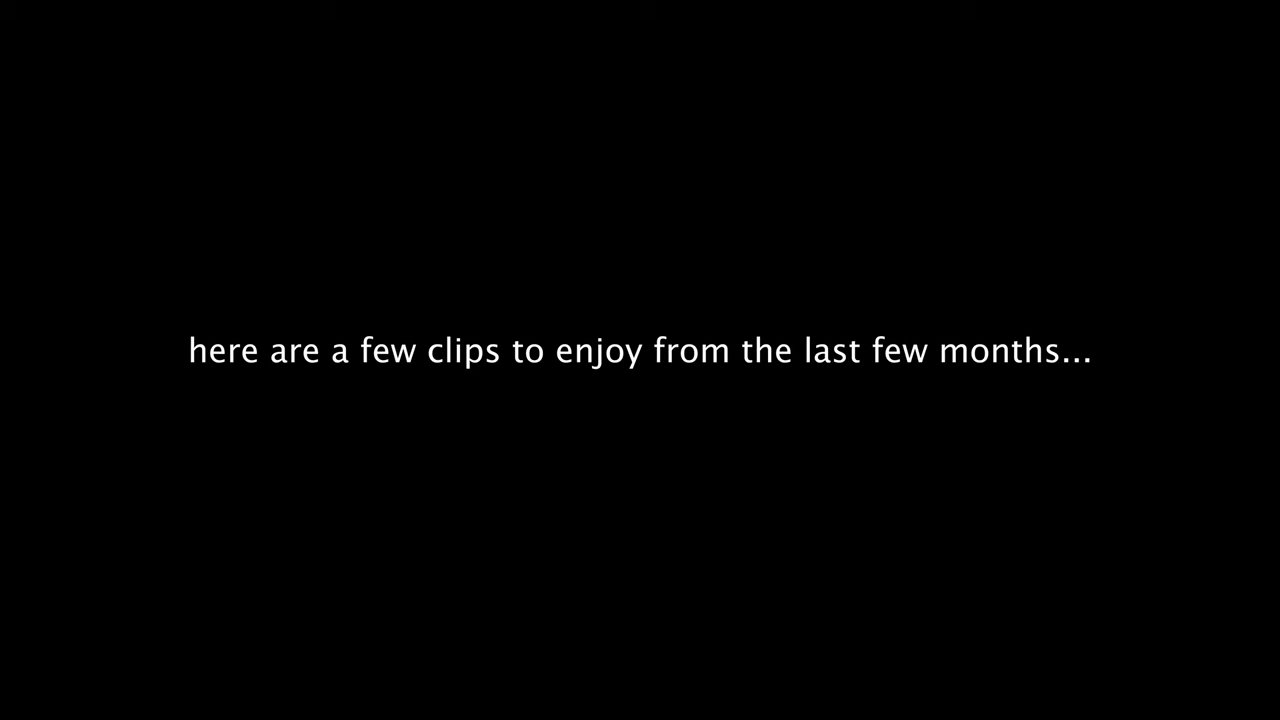 here are a few clips to enjoy from the last few months...